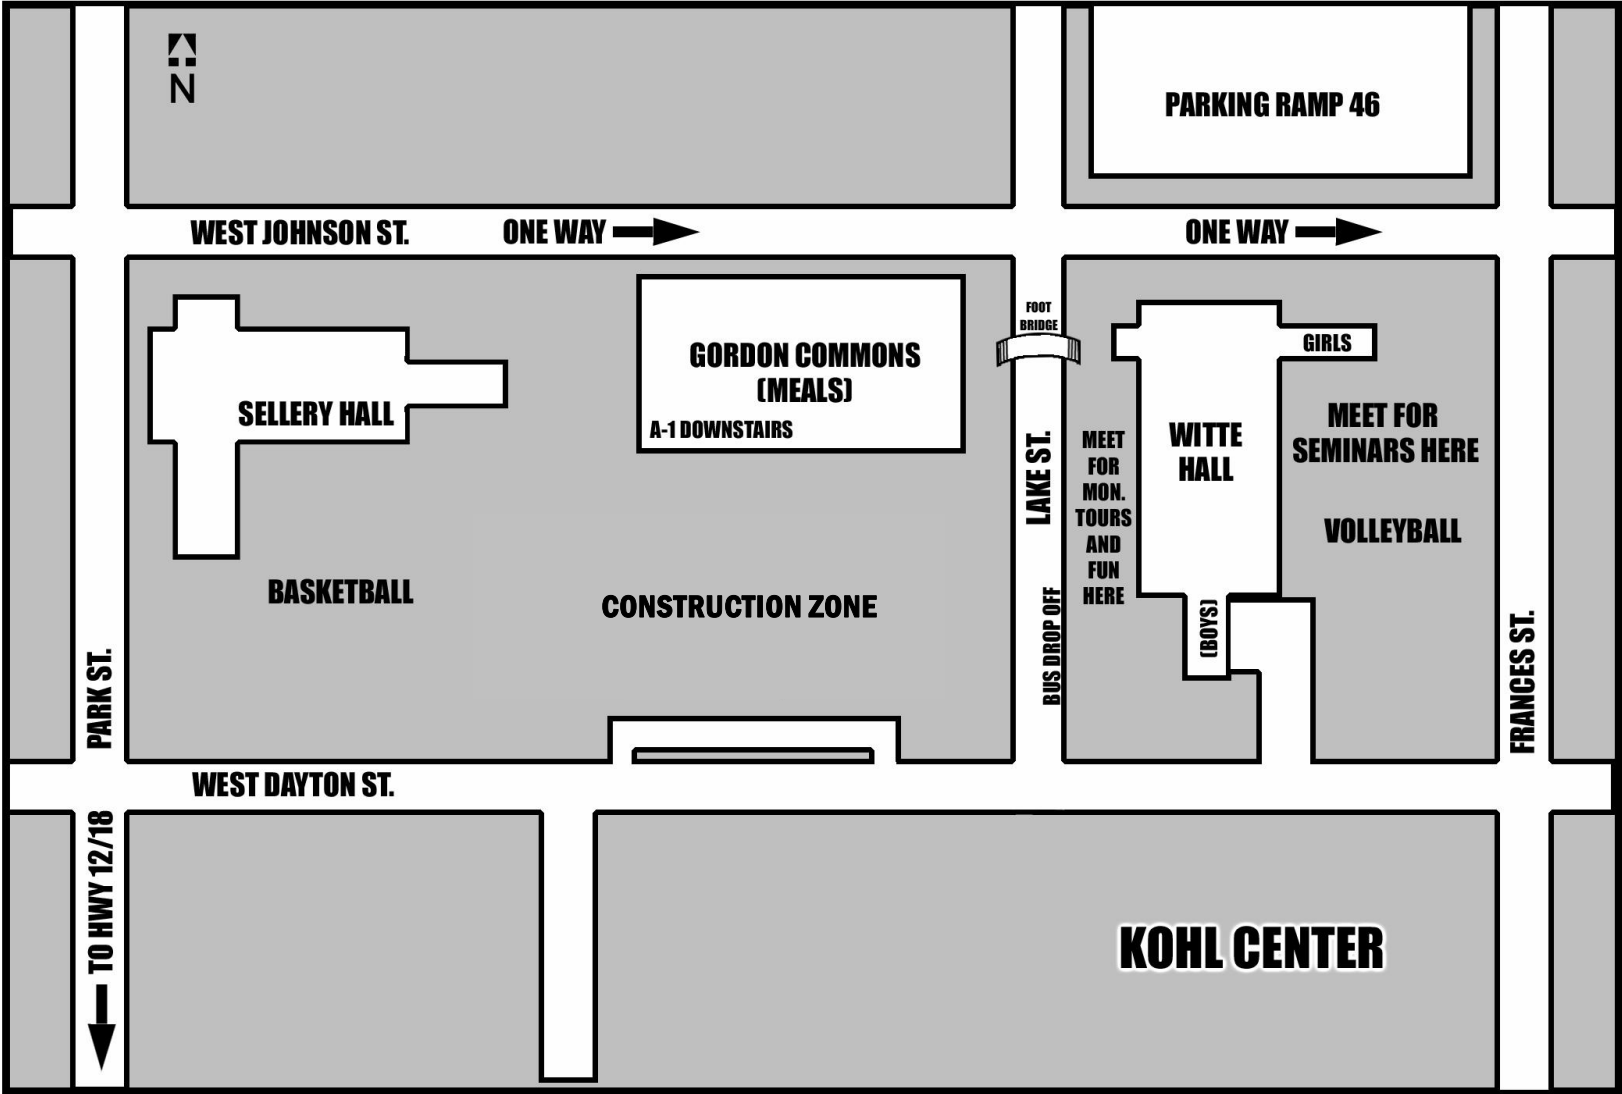 N
PARKING RAMP 46
WEST JOHNSON ST.
ONE WAY
ONE WAY
FOOT
BRIDGE
GIRLS
GORDON COMMONS
(MEALS)
A-1 DOWNSTAIRS
SELLERY HALL
MEET FOR
SEMINARS HERE
WITTE
HALL
MEET
FOR
MON.
TOURS
AND
FUN
HERE
LAKE ST.
VOLLEYBALL
BASKETBALL
CONSTRUCTION ZONE
(BOYS)
BUS DROP OFF
PARK ST.
FRANCES ST.
WEST DAYTON ST.
TO HWY 12/18
KOHL CENTER